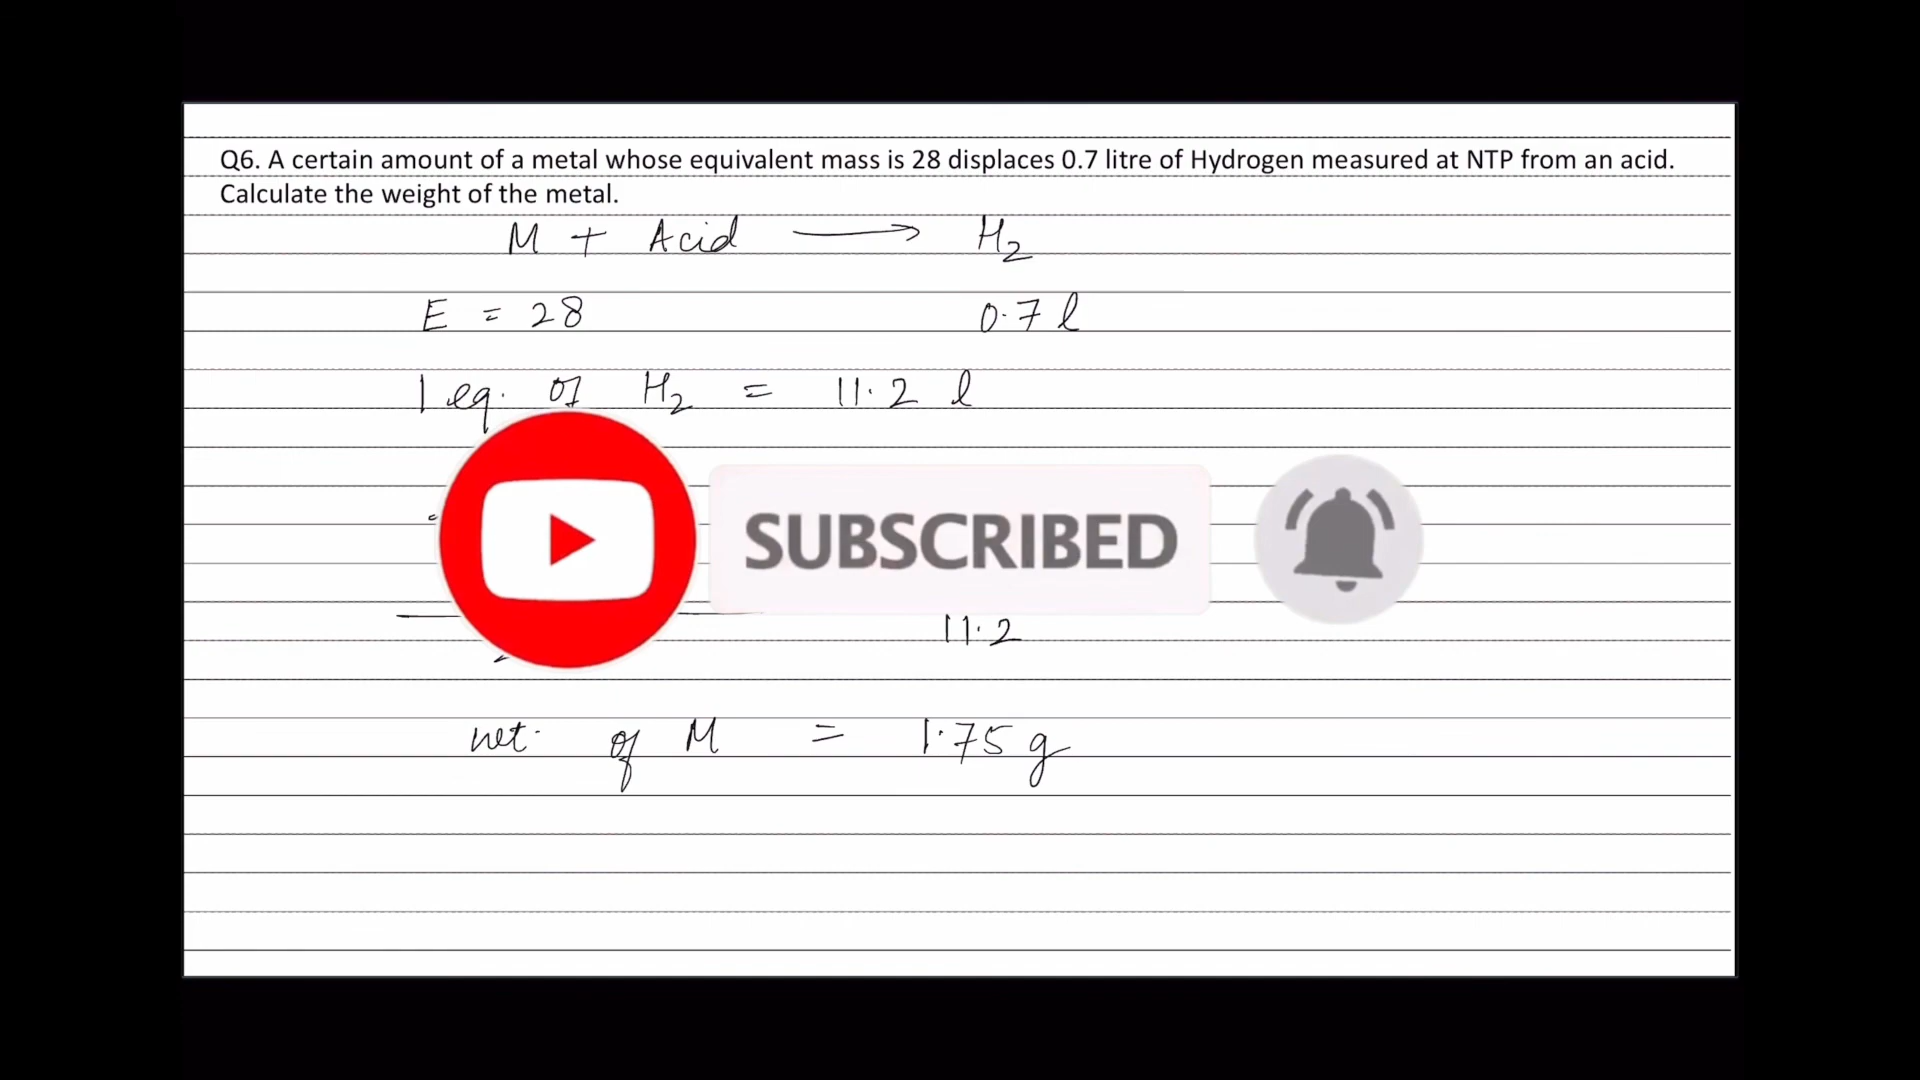 Q6. A certain amount of a metal whose equivalent mass is 28 displaces 0.7 litre of Hydrogen measured at NTP from an acid.
Calculate the weight of the metal.
M + Acid ⟶ H₂
E = 28 0.7 l
1 eq. of H₂ = 11.2 l
SUBSCRIBED
11.2
wt. of M = 1.75 g